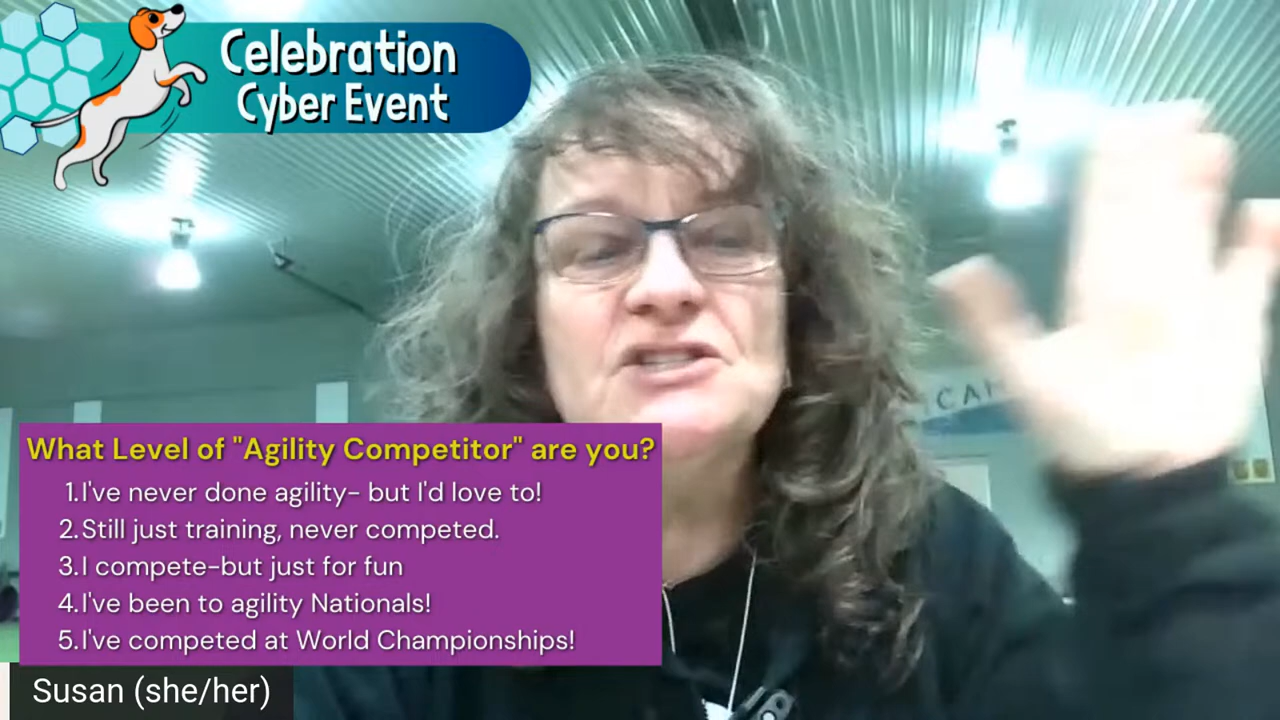 Celebration
Cyber Event
CAN
What Level of "Agility Competitor" are you?
1.I've never done agility- but I'd love to!
2.Still just training, never competed.
3.I compete-but just for fun
4.I've been to agility Nationals!
5.I've competed at World Championships!
Susan (she/her)